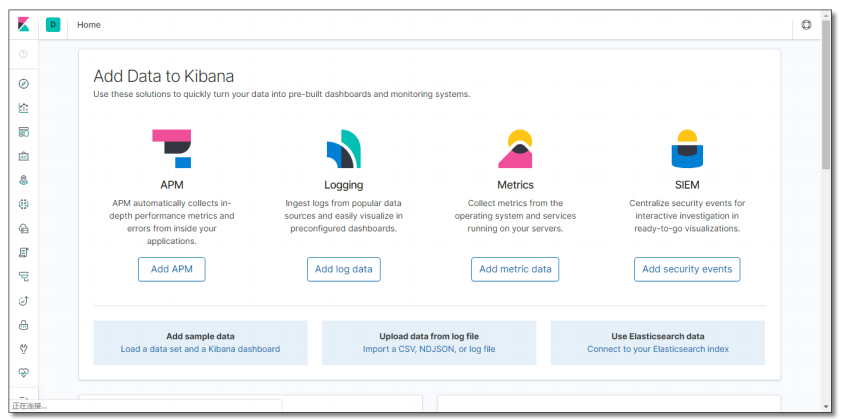 D Home
Add Data to Kibana
Use these solutions to quickly turn your data into pre-built dashboards and monitoring systems.
APM
APM automatically collects in-
depth performance metrics and
errors from inside your
applications.
Add APM
Logging
Ingest logs from popular data
sources and easily visualize in
preconfigured dashboards.
Add log data
Metrics
Collect metrics from the
operating system and services
running on your servers.
Add metric data
SIEM
Centralize security events for
interactive investigation in
ready-to-go visualizations.
Add security events
Add sample data
Load a data set and a Kibana dashboard
Upload data from log file
Import a CSV, NDJSON, or log file
Use Elasticsearch data
Connect to your Elasticsearch index
正在连接...